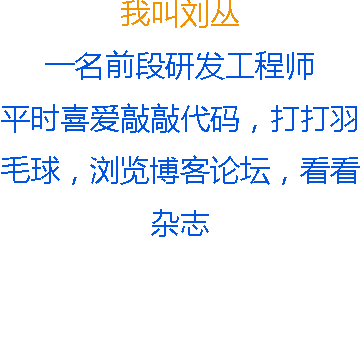 我叫刘丛
一名前段研发工程师
平时喜爱敲敲代码，打打羽
毛球，浏览博客论坛，看看
杂志